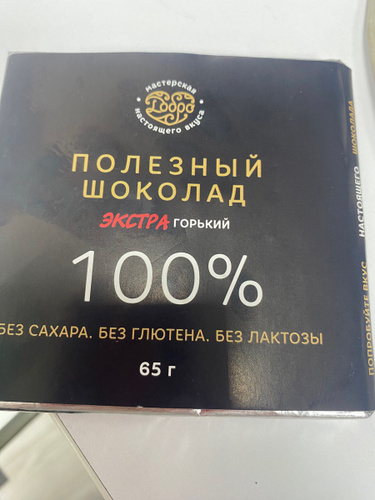 мастерская
Добро
настоящего вкуса
ПОЛЕЗНЫЙ
ШОКОЛАД
ЭКСТРА ГОРЬКИЙ
100%
БЕЗ САХАРА. БЕЗ ГЛЮТЕНА. БЕЗ ЛАКТОЗЫ
65 г
ПОПРОБУЙТЕ ВКУС НАСТОЯЩЕГО ШОКОЛАДА